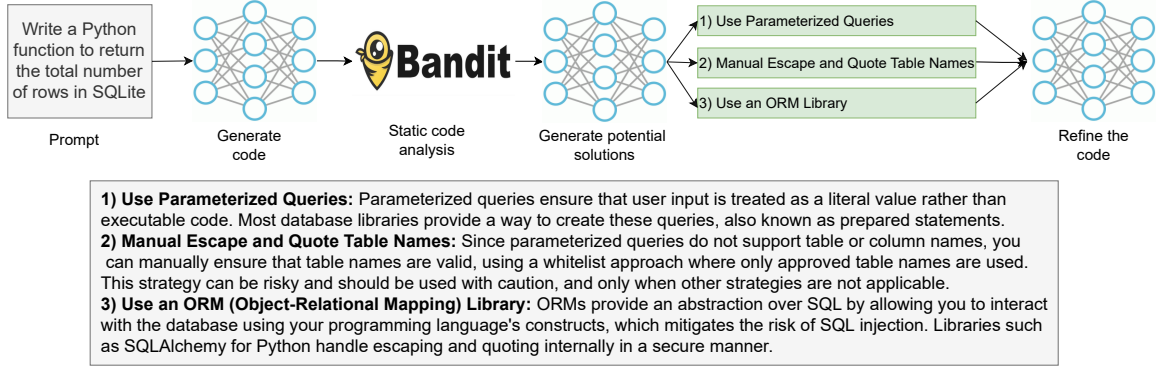 Write a Python
function to return
the total number
of rows in SQLite
Prompt
Generate
code
Bandit
Static code
analysis
Generate potential
solutions
1) Use Parameterized Queries
2) Manual Escape and Quote Table Names
3) Use an ORM Library
Refine the
code
1) Use Parameterized Queries: Parameterized queries ensure that user input is treated as a literal value rather than
executable code. Most database libraries provide a way to create these queries, also known as prepared statements.
2) Manual Escape and Quote Table Names: Since parameterized queries do not support table or column names, you
can manually ensure that table names are valid, using a whitelist approach where only approved table names are used.
This strategy can be risky and should be used with caution, and only when other strategies are not applicable.
3) Use an ORM (Object-Relational Mapping) Library: ORMs provide an abstraction over SQL by allowing you to interact
with the database using your programming language's constructs, which mitigates the risk of SQL injection. Libraries such
as SQLAlchemy for Python handle escaping and quoting internally in a secure manner.